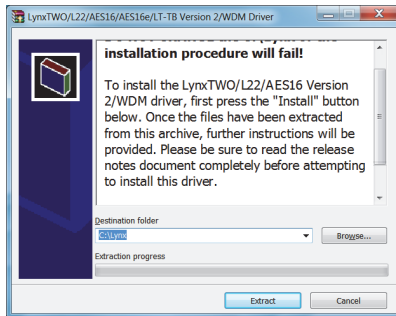 LynxTWO/L22/AES16/AES16e/LT-TB Version 2/WDM Driver
installation procedure will fail!
To install the LynxTWO/L22/AES16 Version
2/WDM driver, first press the "Install" button
below. Once the files have been extracted
from this archive, further instructions will be
provided. Please be sure to read the release
notes document completely before attempting
to install this driver.
Destination folder
C:\Lynx
Browse...
Extraction progress
Extract
Cancel